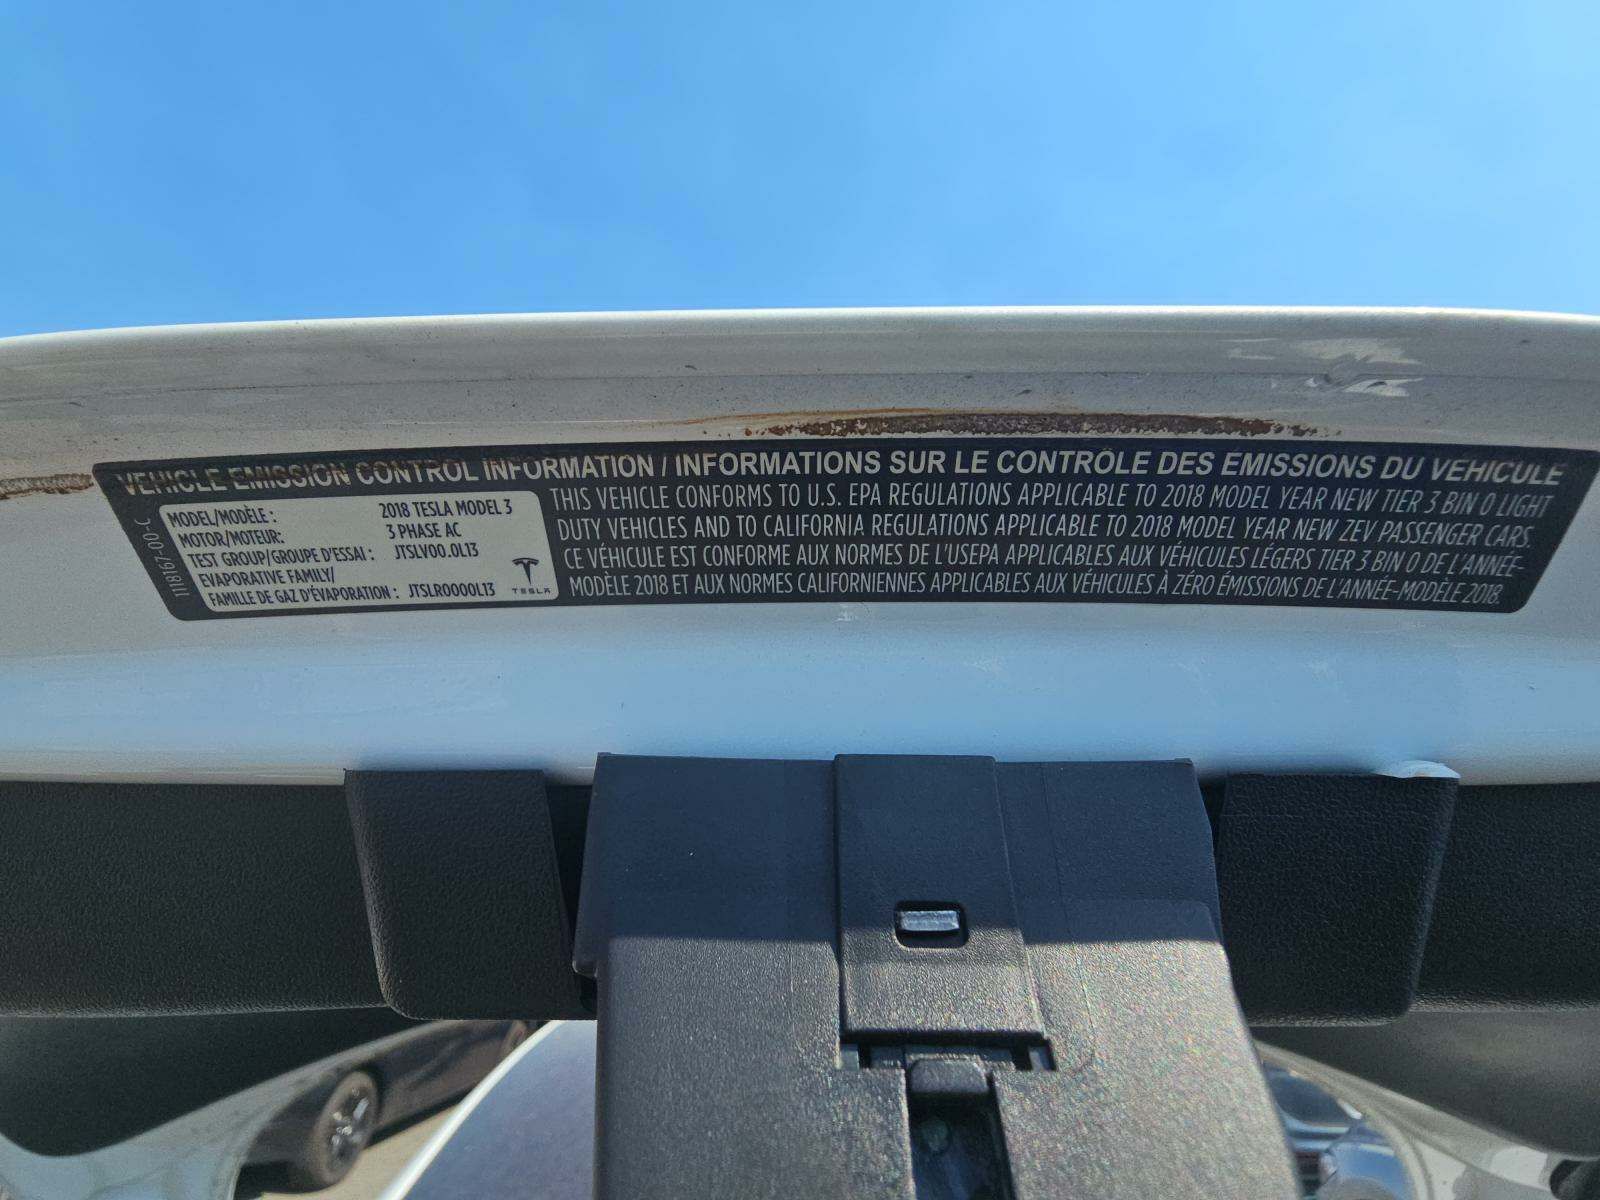 VEHICLE EMISSION CONTROL INFORMATION / INFORMATIONS SUR LE CONTRÔLE DES ÉMISSIONS DU VÉHICULE
1118167-00-C
MODEL/MODÈLE : 2018 TESLA MODEL 3
MOTOR/MOTEUR: 3 PHASE AC
TEST GROUP/GROUPE D'ESSAI : JTSLV00.0L13
EVAPORATIVE FAMILY/
FAMILLE DE GAZ D'ÉVAPORATION : JTSLR0000L13
TESLA
THIS VEHICLE CONFORMS TO U.S. EPA REGULATIONS APPLICABLE TO 2018 MODEL YEAR NEW TIER 3 BIN 0 LIGHT
DUTY VEHICLES AND TO CALIFORNIA REGULATIONS APPLICABLE TO 2018 MODEL YEAR NEW ZEV PASSENGER CARS.
CE VÉHICULE EST CONFORME AUX NORMES DE L'USEPA APPLICABLES AUX VÉHICULES LÉGERS TIER 3 BIN 0 DE L'ANNÉE-
MODÈLE 2018 ET AUX NORMES CALIFORNIENNES APPLICABLES AUX VÉHICULES À ZÉRO ÉMISSIONS DE L'ANNÉE-MODÈLE 2018.